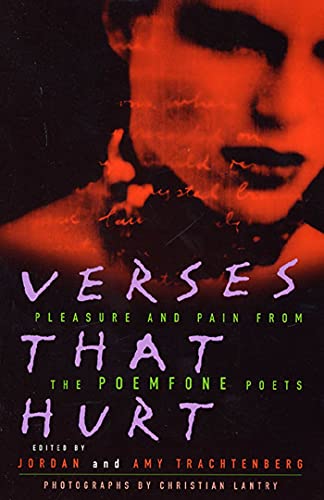 VERSES
PLEASURE AND PAIN FROM
THAT
THE POEMFONE POETS
HURT
EDITED BY
JORDAN and AMY TRACHTENBERG
PHOTOGRAPHS BY CHRISTIAN LANTRY